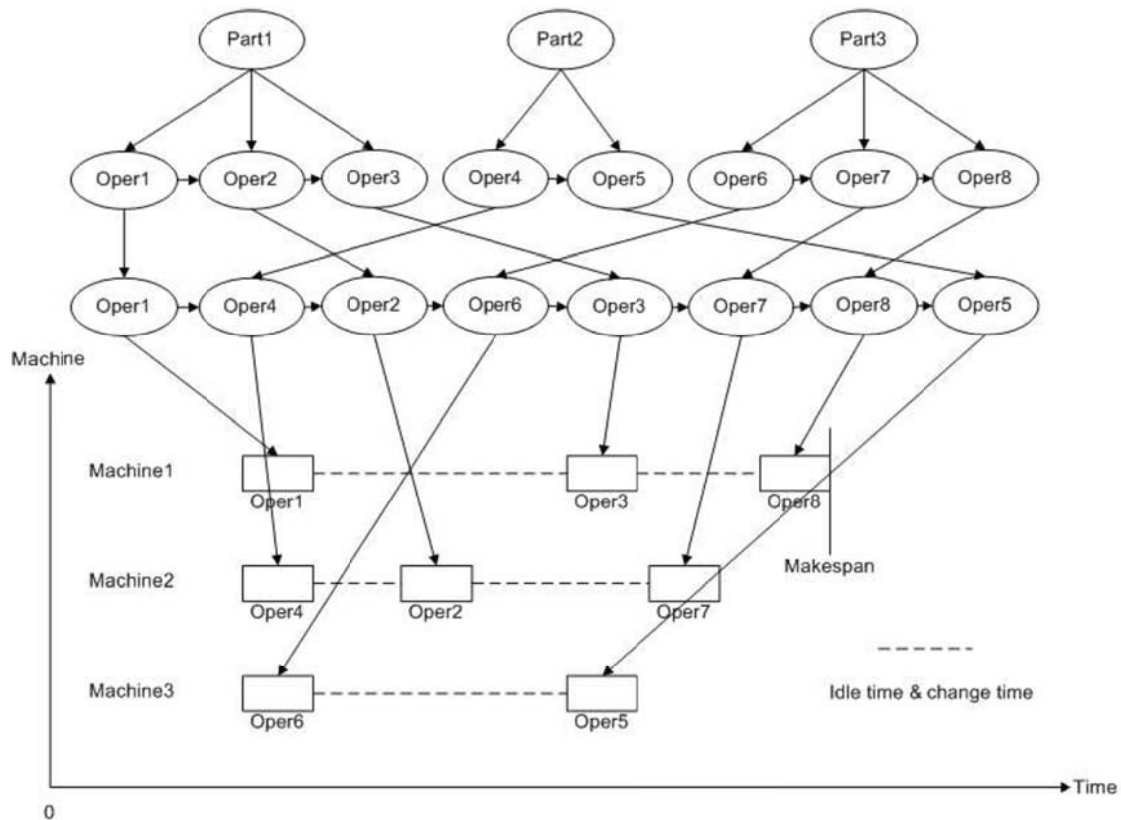 Part1 Part2 Part3
Oper1 Oper2 Oper3 Oper4 Oper5 Oper6 Oper7 Oper8
Oper1 Oper4 Oper2 Oper6 Oper3 Oper7 Oper8 Oper5
Machine
Machine1
Oper1 Oper3 Oper8
Makespan
Machine2
Oper4 Oper2 Oper7
Machine3
Idle time & change time
Oper6 Oper5
Time
0